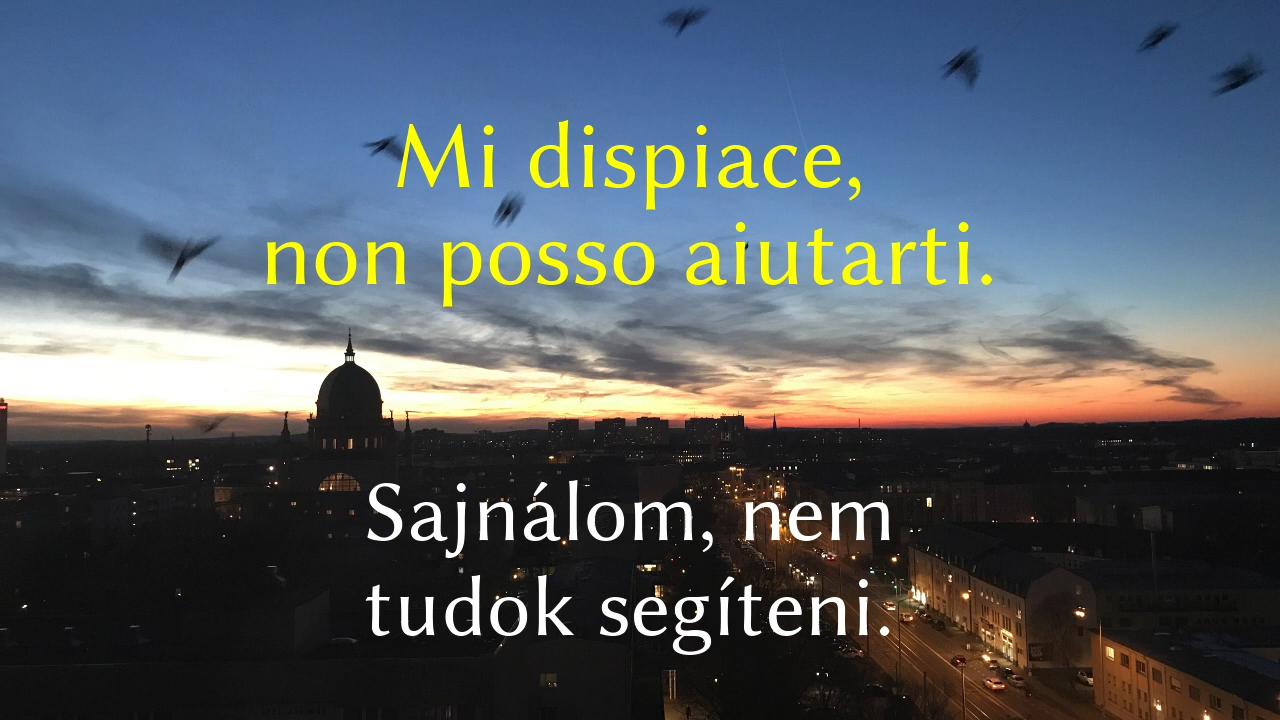 Mi dispiace,
non posso aiutarti.
Sajnálom, nem
tudok segíteni.